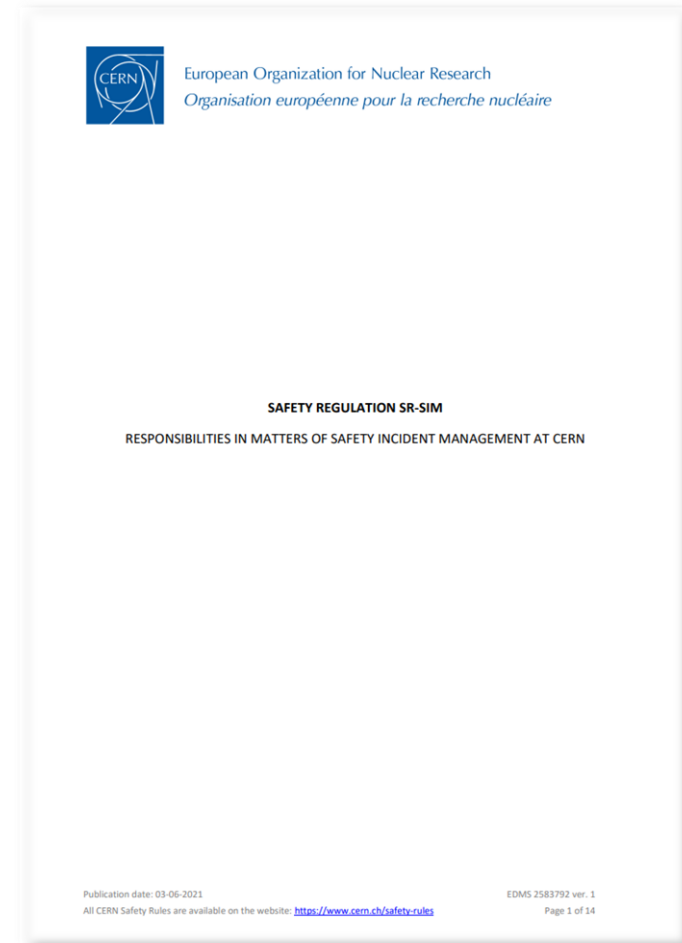 CERN
European Organization for Nuclear Research
Organisation européenne pour la recherche nucléaire
SAFETY REGULATION SR-SIM
RESPONSIBILITIES IN MATTERS OF SAFETY INCIDENT MANAGEMENT AT CERN
Publication date: 03-06-2021
EDMS 2583792 ver. 1
All CERN Safety Rules are available on the website: https://www.cern.ch/safety-rules
Page 1 of 14